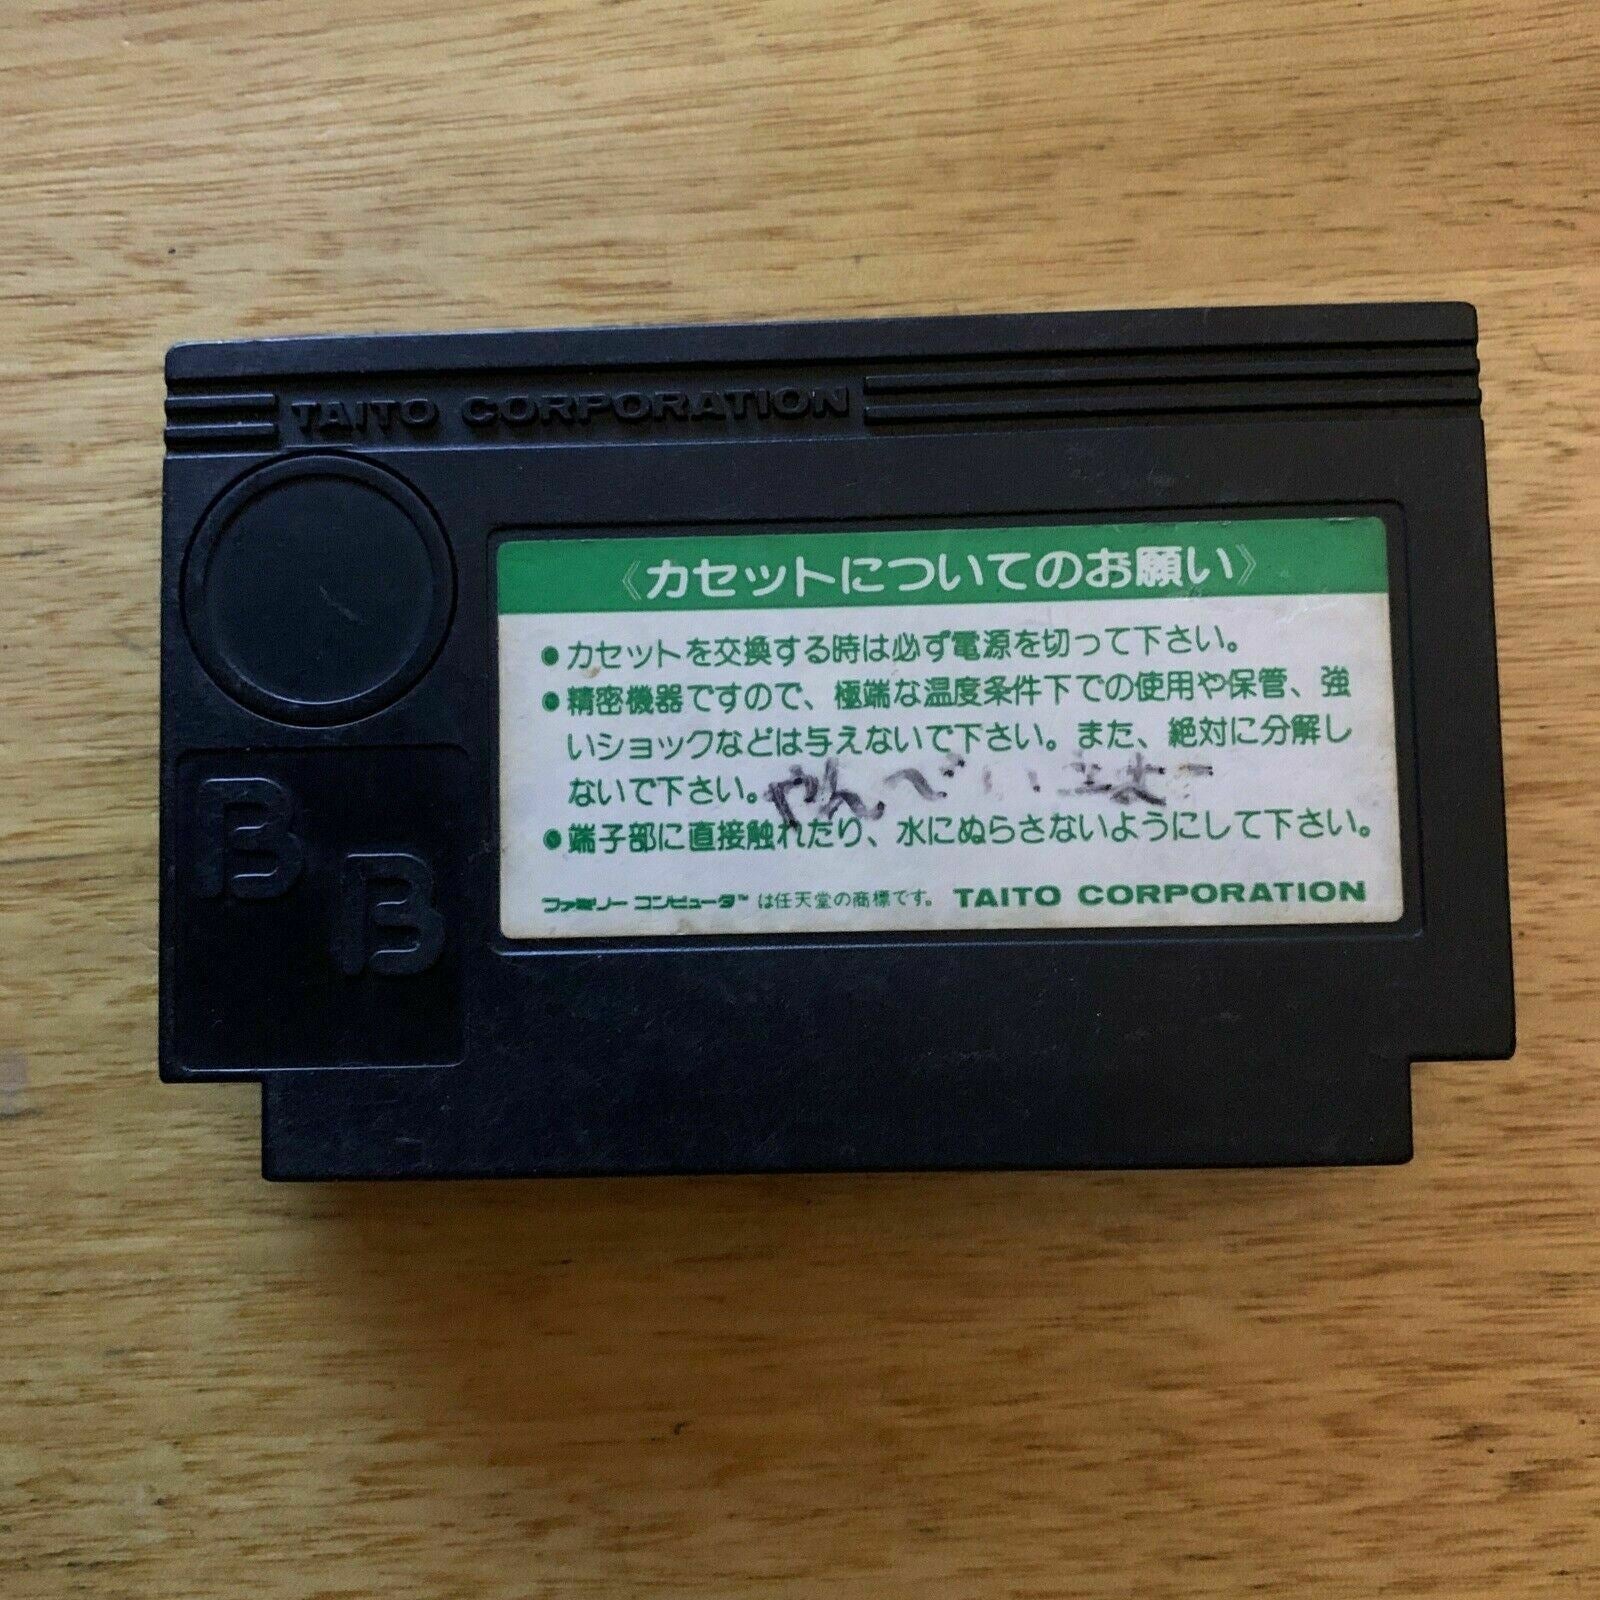 TAITO CORPORATION
《カセットについてのお願い》
●カセットを交換する時は必ず電源を切って下さい。
●精密機器ですので、極端な温度条件下での使用や保管、強
いショックなどは与えないで下さい。また、絶対に分解し
ないで下さい。
●端子部に直接触れたり、水にぬらさないようにして下さい。
ファミリー コンピュータ™は任天堂の商標です。 TAITO CORPORATION
B
B